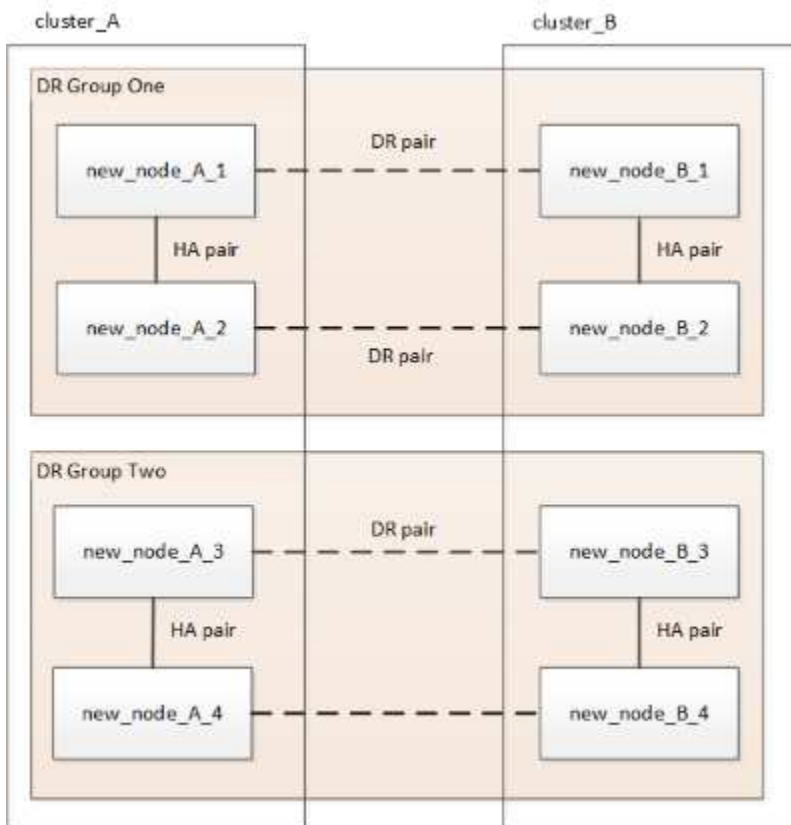 cluster_A
cluster_B
DR Group One
DR pair
new_node_A_1
new_node_B_1
HA pair
HA pair
new_node_A_2
new_node_B_2
DR pair
DR Group Two
DR pair
new_node_A_3
new_node_B_3
HA pair
HA pair
new_node_A_4
new_node_B_4